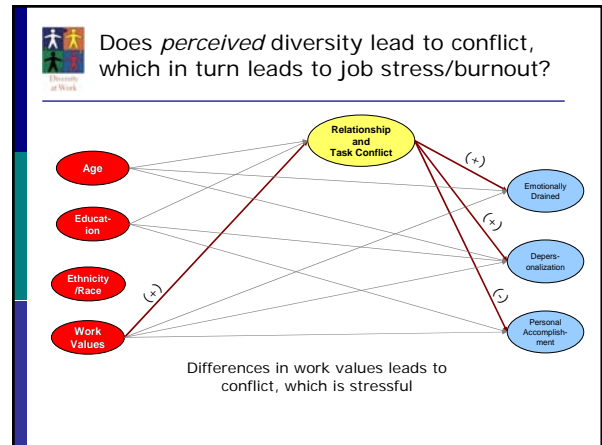 Does perceived diversity lead to conflict,
which in turn leads to job stress/burnout?
Diversity
at Work
Relationship
and
Task Conflict
(+)
Age
Emotionally
Drained
(+)
Educat-
ion
Depers-
onalization
Ethnicity
/Race
(+)
(-)
Work
Values
Personal
Accomplish-
ment
Differences in work values leads to
conflict, which is stressful